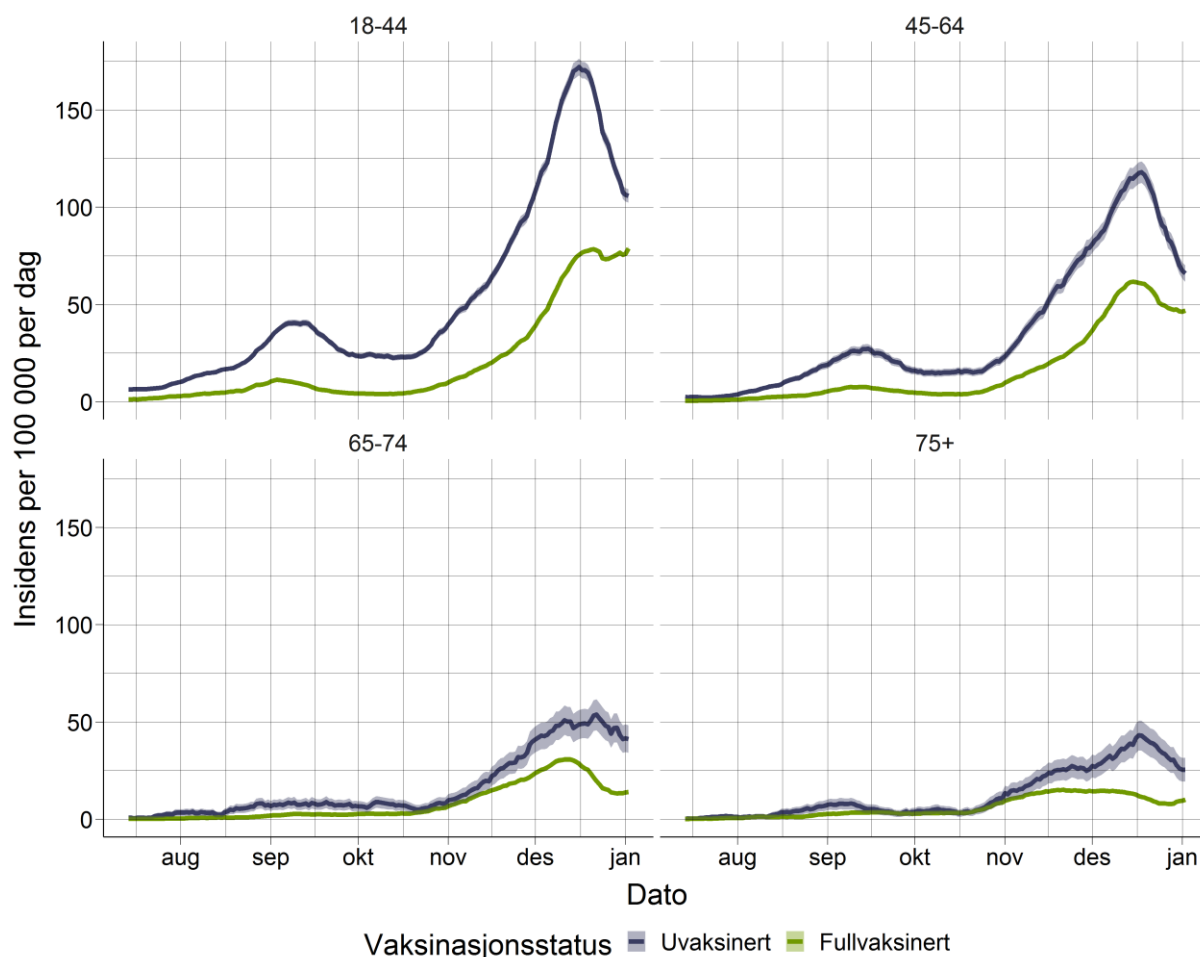 18-44 45-64
150
100
50
0
65-74 75+
150
100
50
0
aug sep okt nov des jan aug sep okt nov des jan
Insidens per 100 000 per dag
Dato
Vaksinasjonsstatus Uvaksinert Fullvaksinert